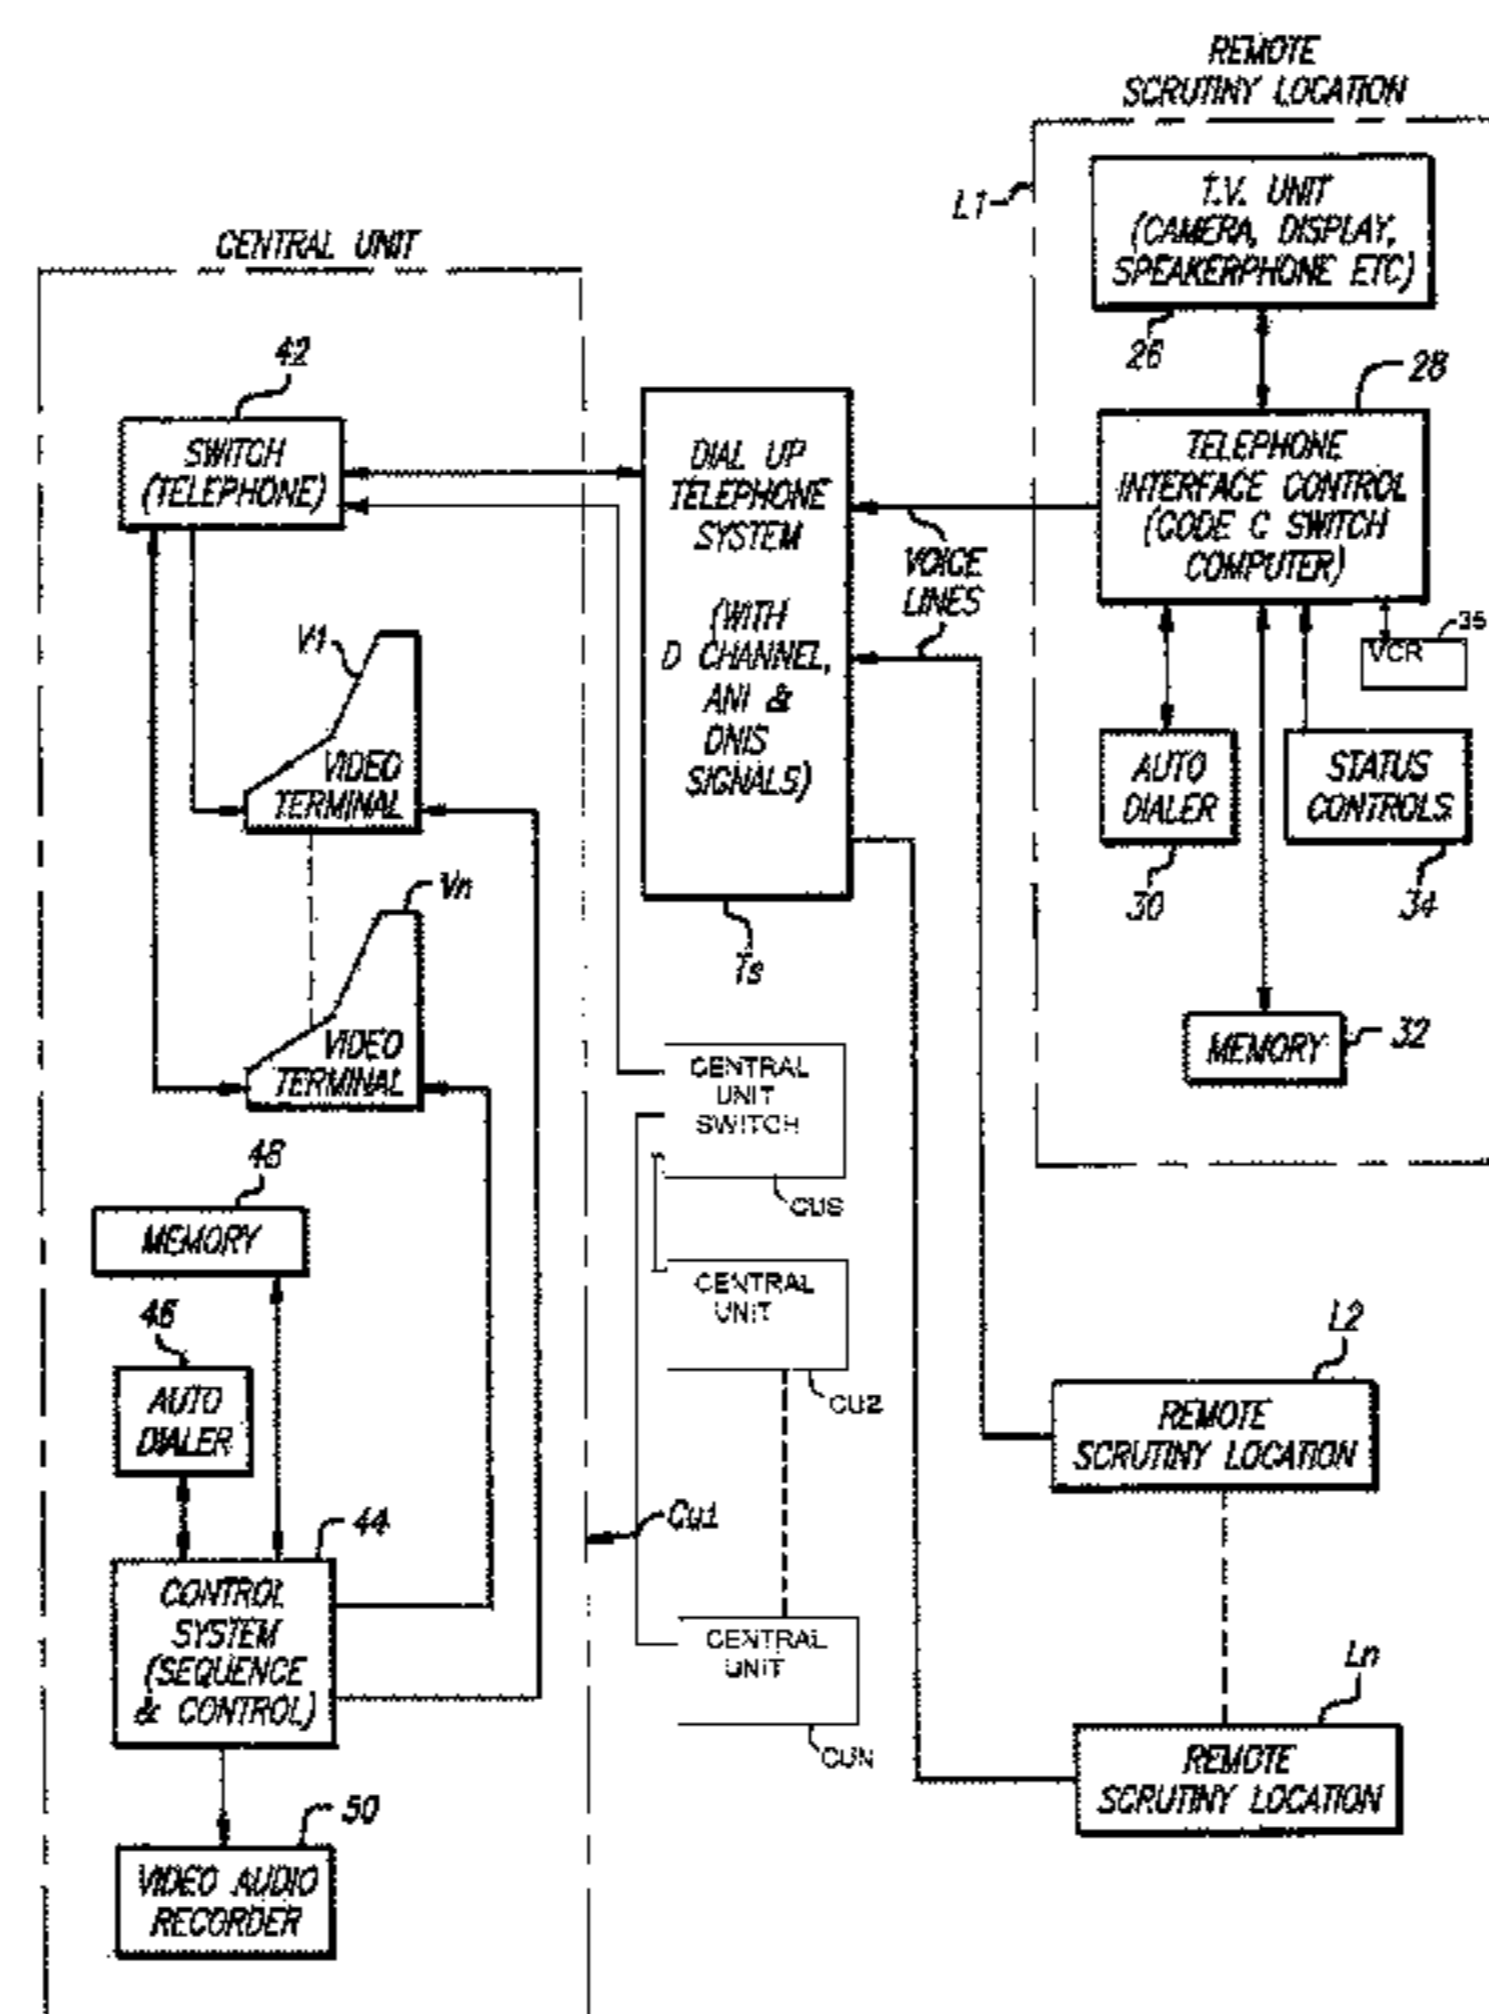 REMOTE
SCRUTINY LOCATION
L1
T.V. UNIT
(CAMERA, DISPLAY,
SPEAKERPHONE ETC)
26
28
TELEPHONE
INTERFACE CONTROL
(CODE C SWITCH
COMPUTER)
VCR
35
AUTO
DIALER
30
STATUS
CONTROLS
34
MEMORY
32
CENTRAL UNIT
42
SWITCH
(TELEPHONE)
V1
VIDEO
TERMINAL
Vn
VIDEO
TERMINAL
48
MEMORY
46
AUTO
DIALER
44
CONTROL
SYSTEM
(SEQUENCE
& CONTROL)
50
VIDEO AUDIO
RECORDER
DIAL UP
TELEPHONE
SYSTEM
(WITH
D CHANNEL,
ANI &
DNIS
SIGNALS)
Ts
VOICE
LINES
CENTRAL
UNIT
SWITCH
CUS
CENTRAL
UNIT
CU2
Cu1
CENTRAL
UNIT
CUN
L2
REMOTE
SCRUTINY LOCATION
Ln
REMOTE
SCRUTINY LOCATION